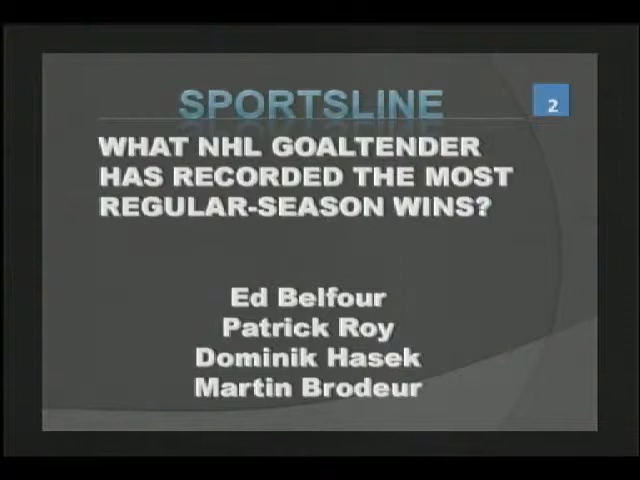 SPORTSLINE
2
WHAT NHL GOALTENDER
HAS RECORDED THE MOST
REGULAR-SEASON WINS?
Ed Belfour
Patrick Roy
Dominik Hasek
Martin Brodeur